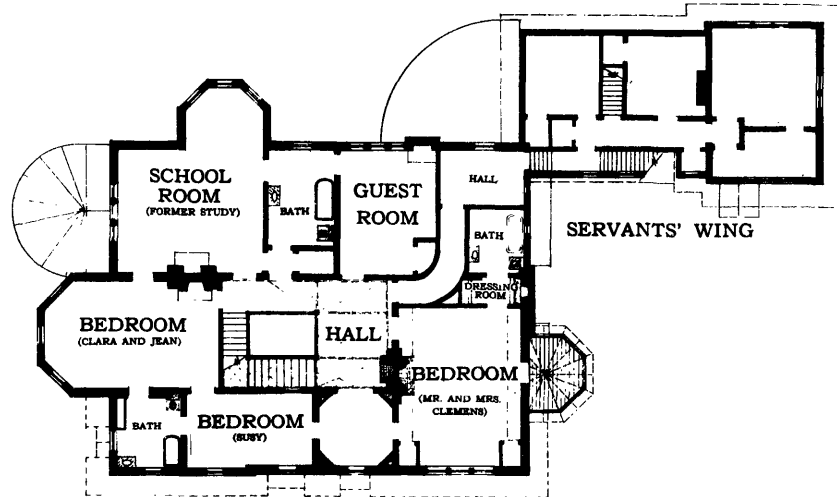 SCHOOL
ROOM
(FORMER STUDY)
BATH
GUEST
ROOM
HALL
BATH
SERVANTS' WING
DRESSING
ROOM
BEDROOM
(CLARA AND JEAN)
HALL
BEDROOM
(MR. AND MRS.
CLEMENS)
BATH
BEDROOM
(SUSY)